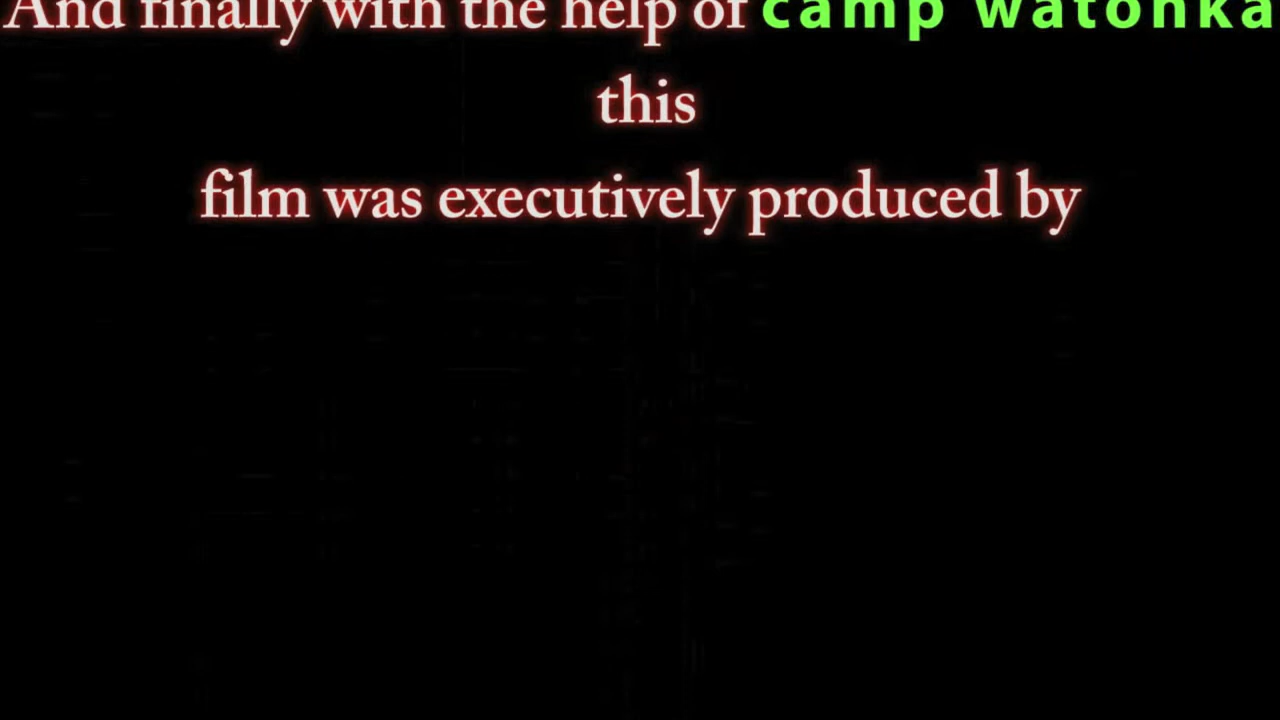 And finally with the help of camp watonka
this
film was executively produced by